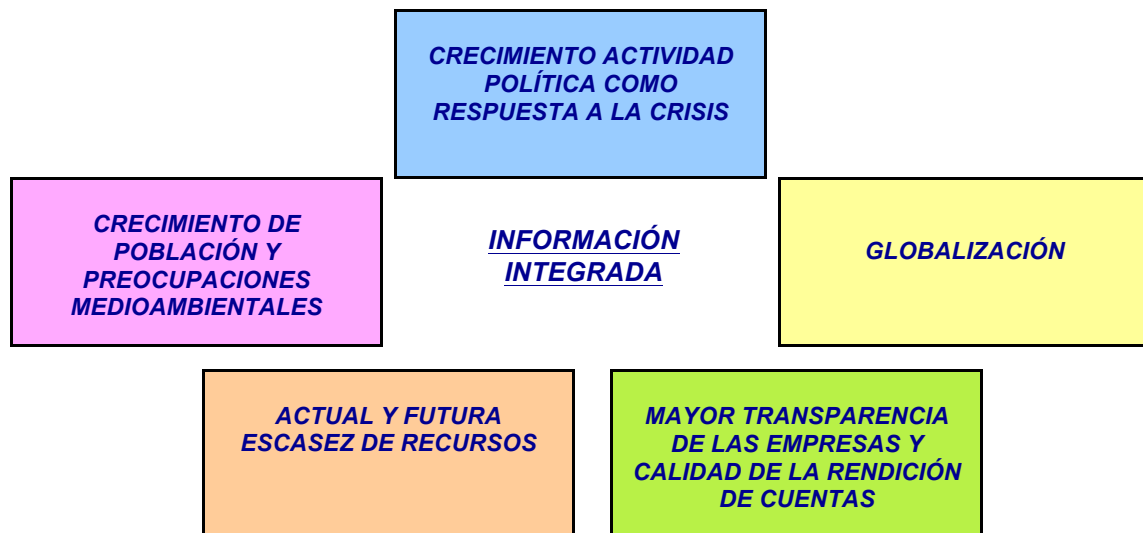 CRECIMIENTO ACTIVIDAD
POLÍTICA COMO
RESPUESTA A LA CRISIS
CRECIMIENTO DE
POBLACIÓN Y
PREOCUPACIONES
MEDIOAMBIENTALES
INFORMACIÓN
INTEGRADA
GLOBALIZACIÓN
ACTUAL Y FUTURA
ESCASEZ DE RECURSOS
MAYOR TRANSPARENCIA
DE LAS EMPRESAS Y
CALIDAD DE LA RENDICIÓN
DE CUENTAS